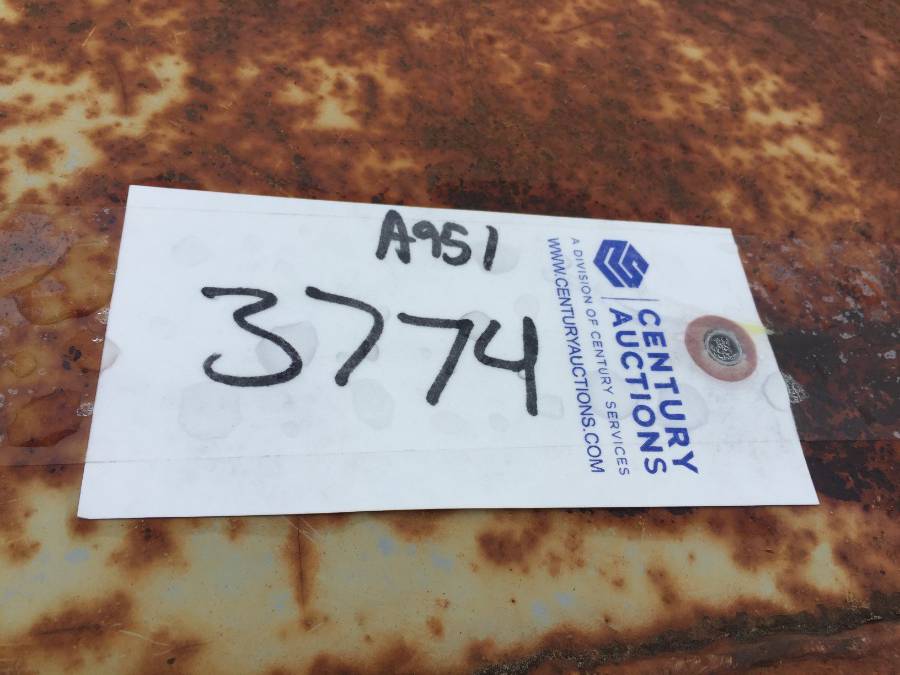 A951
3774
CENTURY
AUCTIONS
A DIVISION OF CENTURY SERVICES
WWW.CENTURYAUCTIONS.COM